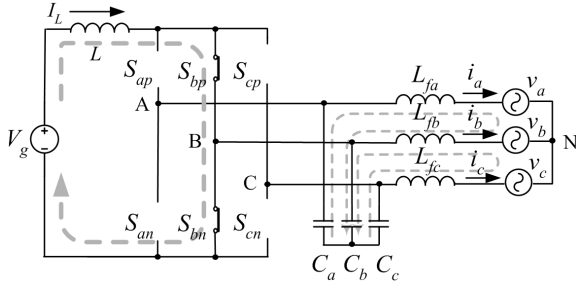 I_L
L
S_ap S_bp S_cp
L_fa i_a v_a
A
L_fb i_b v_b
V_g + −
B
N
L_fc i_c v_c
C
S_an S_bn S_cn
C_a C_b C_c